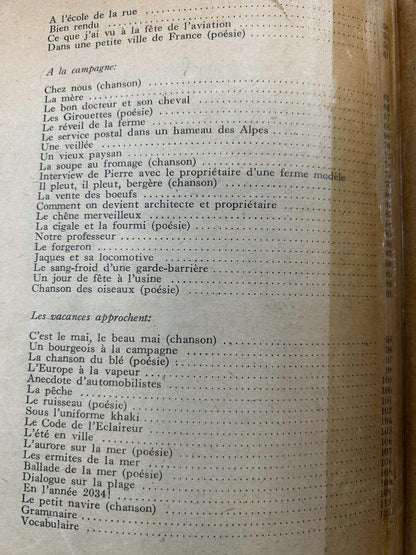 A l'école de la rue
Bien rendu
Ce que j'ai vu à la fête de l'aviation
Dans une petite ville de France (poésie)
A la campagne:
Chez nous (chanson)
La mère
Le bon docteur et son cheval
Les Girouettes (poésie)
Le réveil de la ferme
Le service postal dans un hameau des Alpes
Une veillée
Un vieux paysan
La soupe au fromage (chanson)
Interview de Pierre avec le propriétaire d'une ferme modèle
Il pleut, il pleut, bergère (chanson)
La vente des boeufs
Comment on devient architecte et propriétaire
Le chêne merveilleux
La cigale et la fourmi (poésie)
Notre professeur
Le forgeron
Jaques et sa locomotive
Le sang-froid d'une garde-barrière
Un jour de fête à l'usine
Chanson des oiseaux (poésie)
Les vacances approchent:
C'est le mai, le beau mai (chanson)
Un bourgeois à la campagne
La chanson du blé
L'Europe à la vapeur
Anecdote d'automobilistes
La pêche
Le ruisseau (poésie)
Sous l'uniforme khaki
Le Code de l'Eclaireur
L'été en ville
L'aurore sur la mer (poésie)
Les ermites de la mer
Ballade de la mer (poésie)
Dialogue sur la plage
En l'année 2034!
Le petit navire (chanson)
Grammaire
Vocabulaire